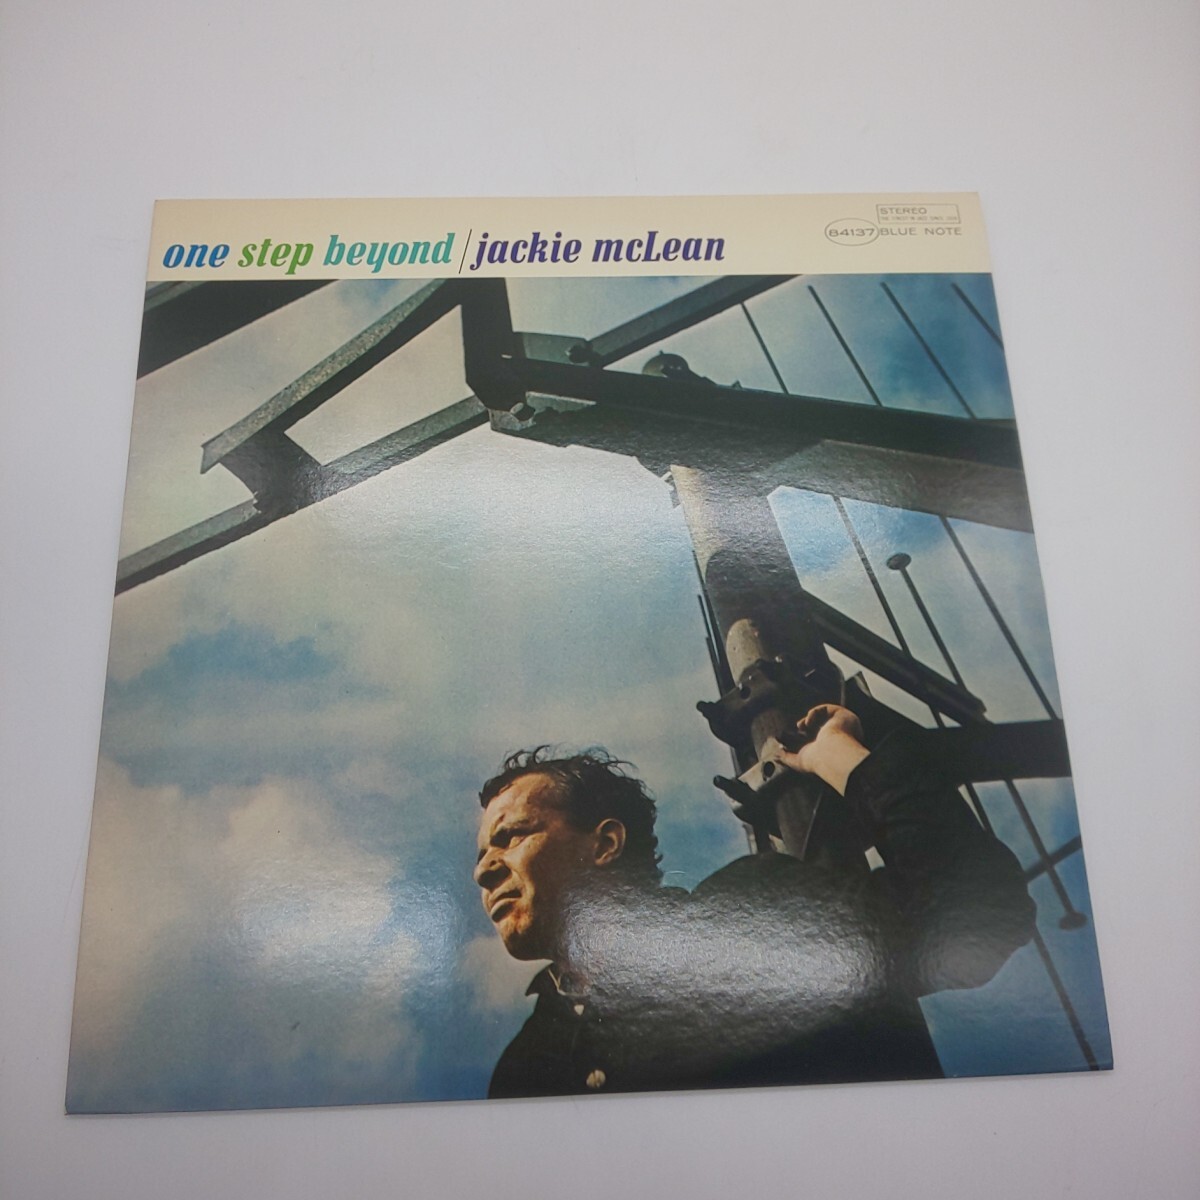 one step beyond/jackie mcLean
STEREO
84137 BLUE NOTE